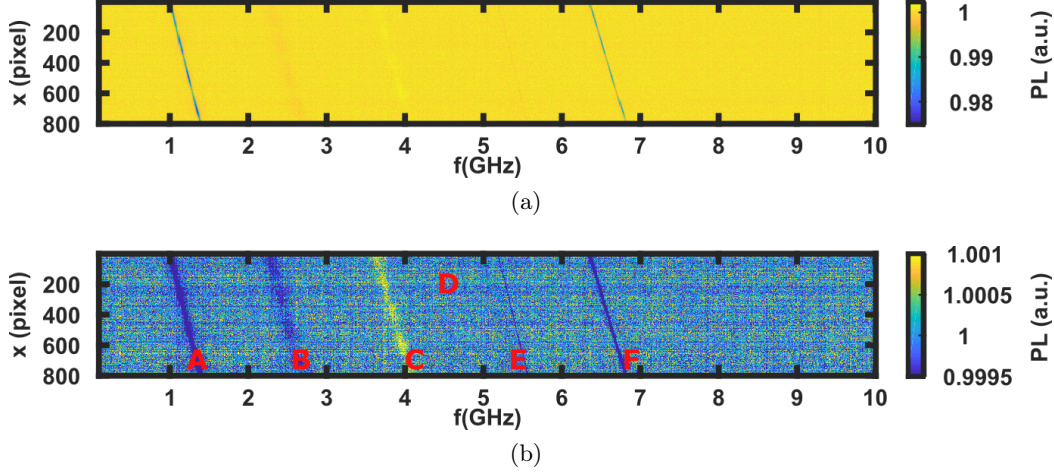 (a)
x (pixel)
200
400
600
800
1 2 3 4 5 6 7 8 9 10
f(GHz)
1
0.99
0.98
PL (a.u.)
(a)
x (pixel)
200
400
600
800
A B C D E F
1 2 3 4 5 6 7 8 9 10
f(GHz)
1.001
1.0005
1
0.9995
PL (a.u.)
(b)